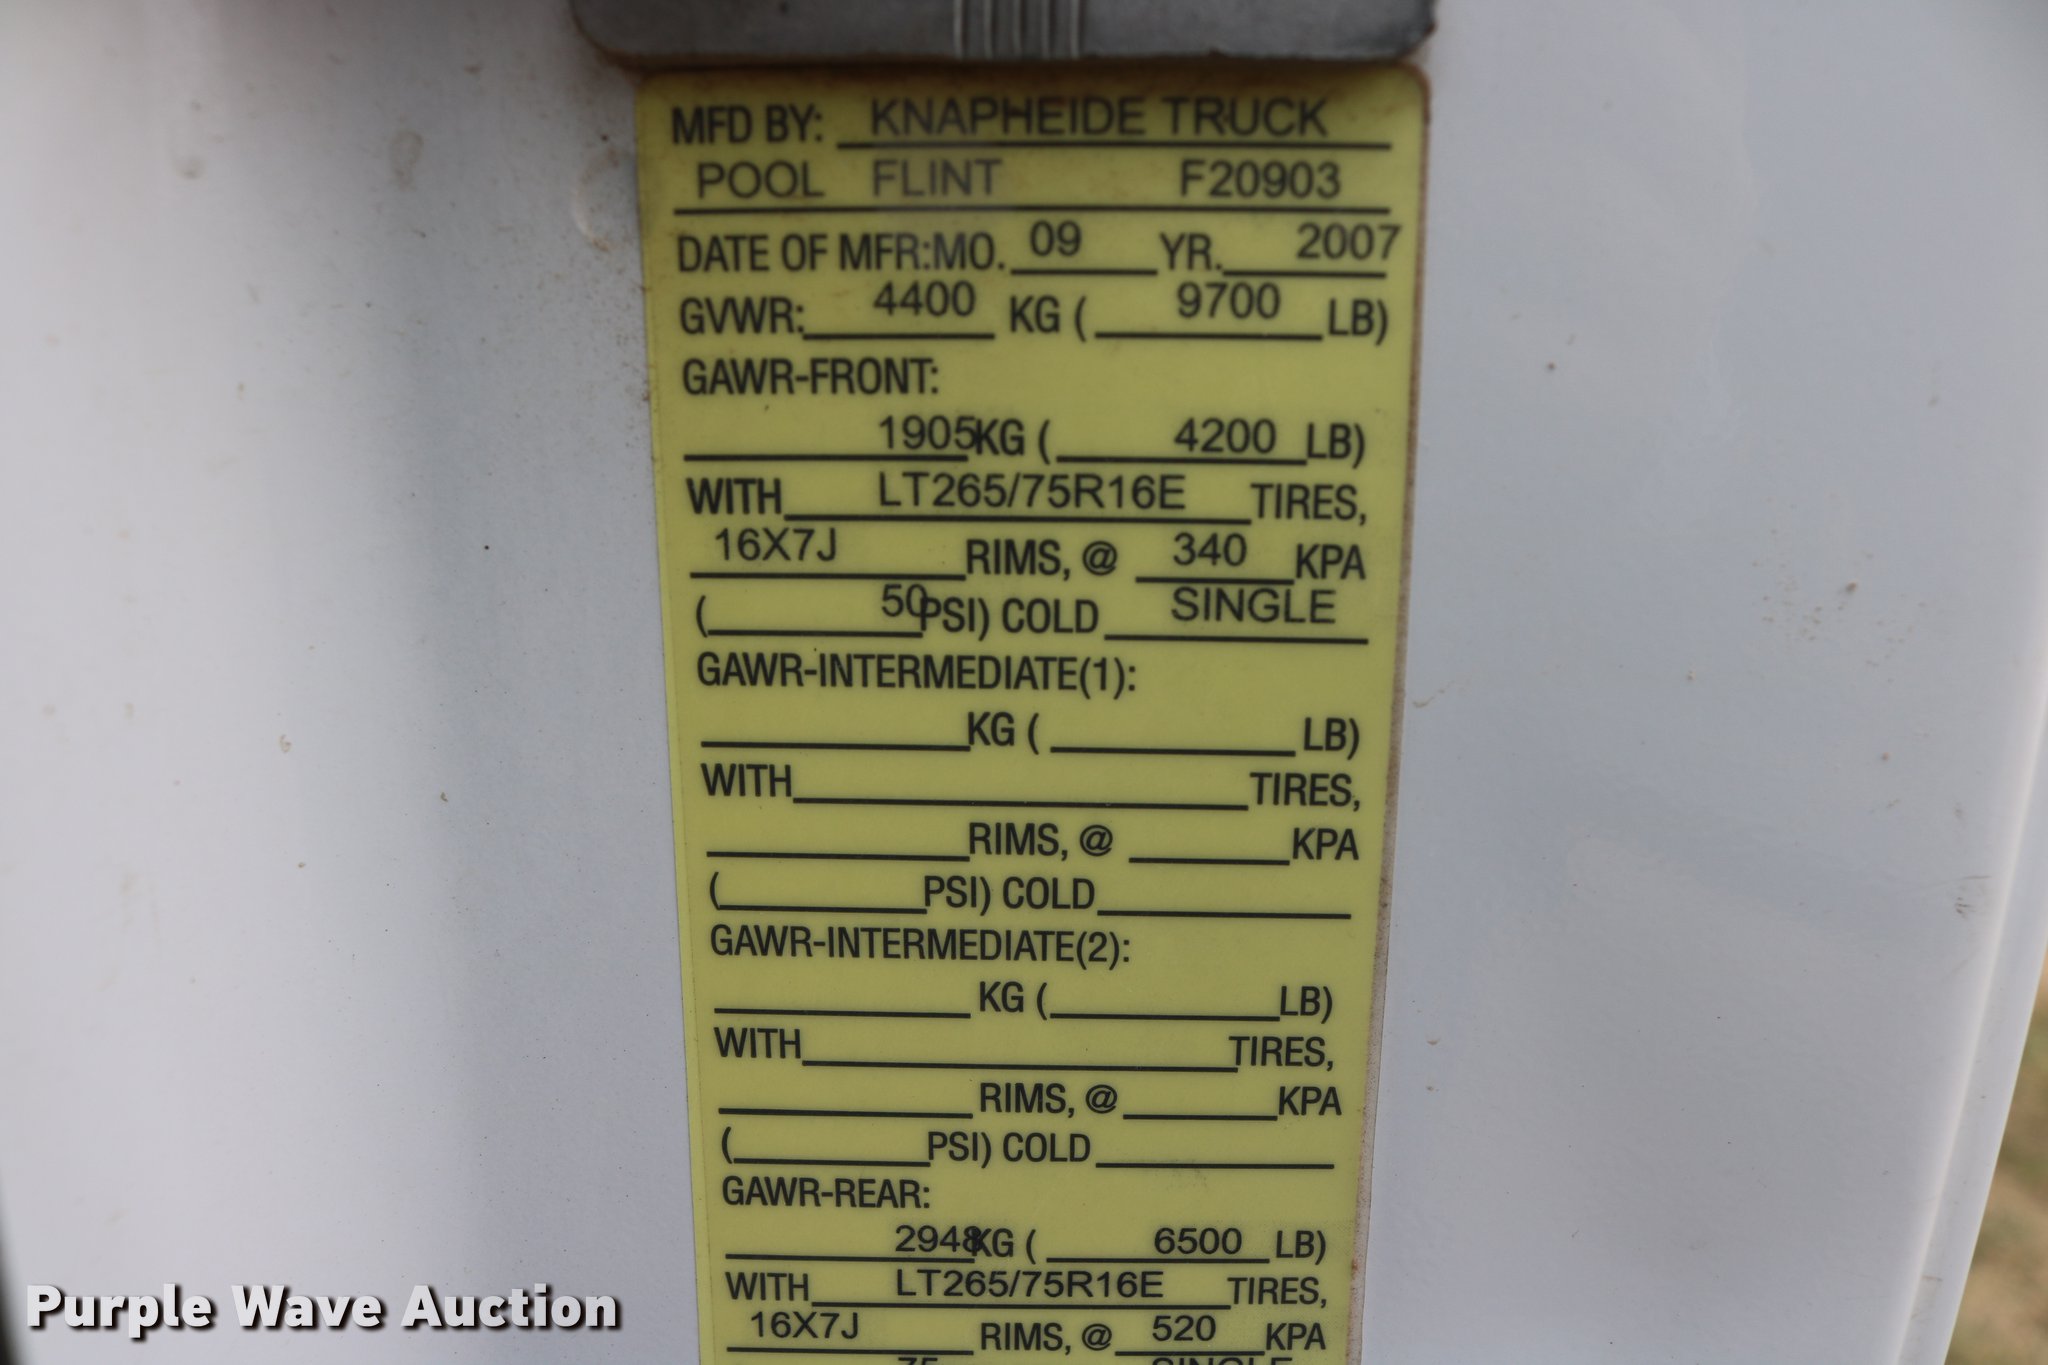 MFD BY: KNAPHEIDE TRUCK
POOL FLINT F20903
DATE OF MFR:MO. 09 YR. 2007
GVWR: 4400 KG ( 9700 LB)
GAWR-FRONT:
1905 KG ( 4200 LB)
WITH LT265/75R16E TIRES,
16X7J RIMS, @ 340 KPA
( 50 PSI) COLD SINGLE
GAWR-INTERMEDIATE(1):
KG ( LB)
WITH TIRES,
RIMS, @ KPA
( PSI) COLD
GAWR-INTERMEDIATE(2):
KG ( LB)
WITH TIRES,
RIMS, @ KPA
( PSI) COLD
GAWR-REAR:
2948 KG ( 6500 LB)
WITH LT265/75R16E TIRES,
16X7J RIMS, @ 520 KPA
75 SINGLE
Purple Wave Auction